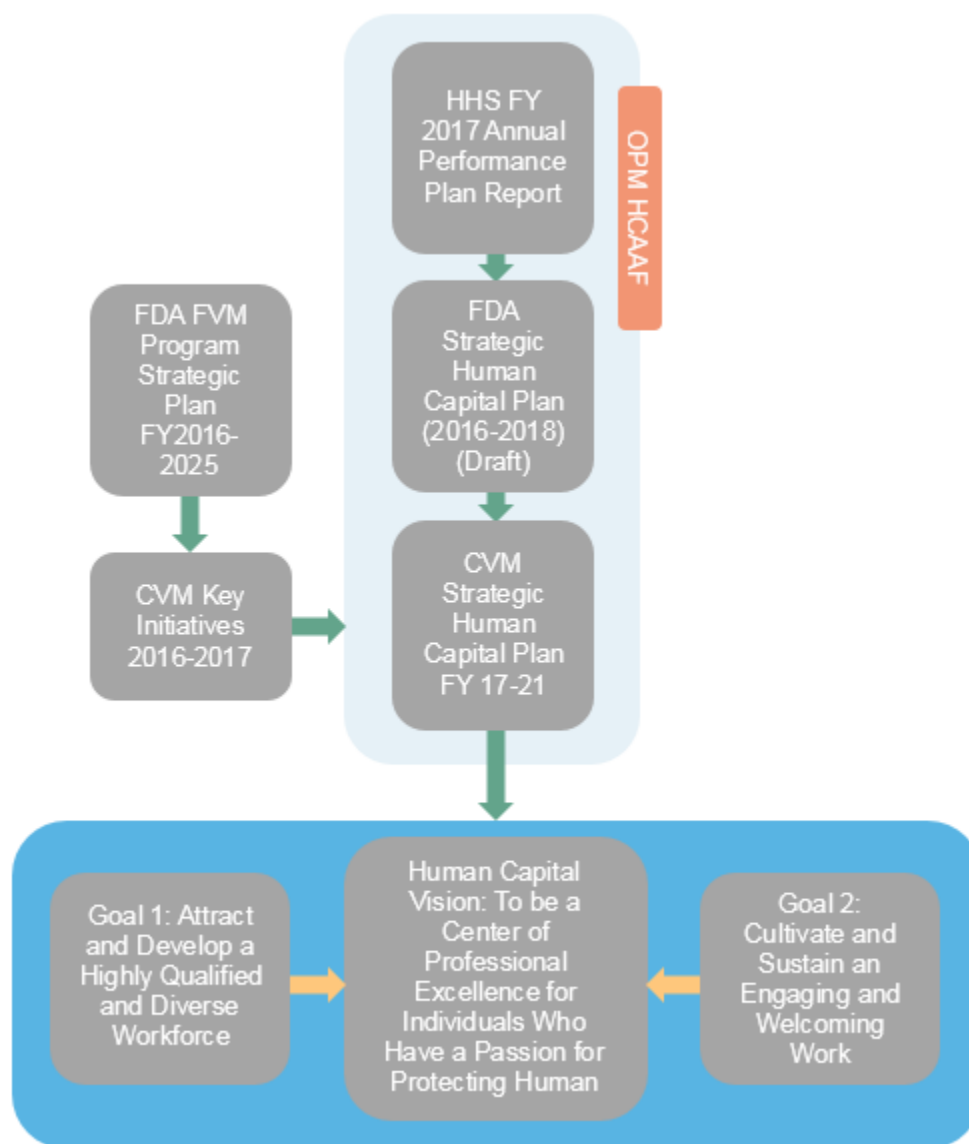 HHS FY
2017 Annual
Performance
Plan Report
OPM HCAAF
FDA
Strategic
Human
Capital Plan
(2016-2018)
(Draft)
FDA FVM
Program
Strategic
Plan
FY2016-
2025
CVM Key
Initiatives
2016-2017
CVM
Strategic
Human
Capital Plan
FY 17-21
Goal 1: Attract
and Develop a
Highly Qualified
and Diverse
Workforce
Human Capital
Vision: To be a
Center of
Professional
Excellence for
Individuals Who
Have a Passion for
Protecting Human
Goal 2:
Cultivate and
Sustain an
Engaging and
Welcoming
Work